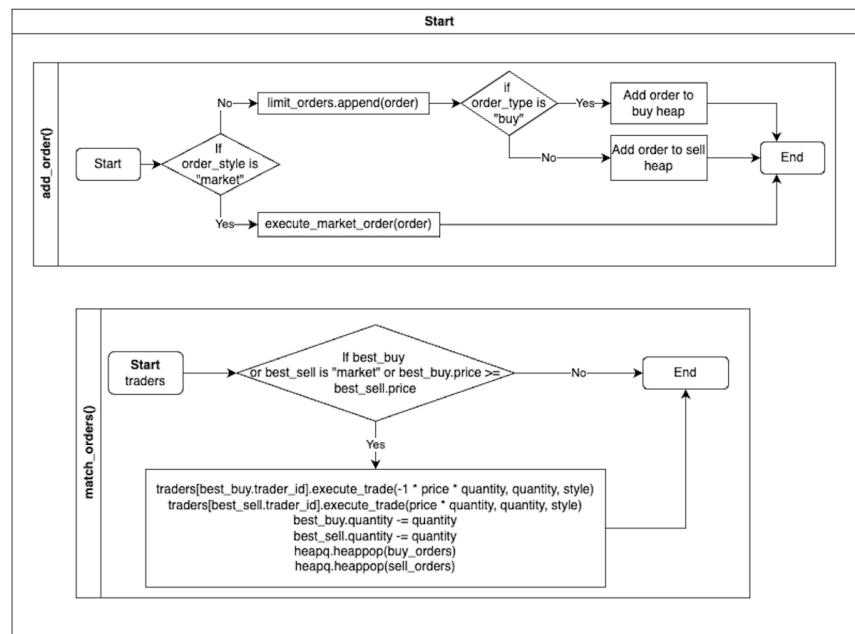 Start
add_order()
Start
If
order_style is
"market"
No
limit_orders.append(order)
if
order_type is
"buy"
Yes
Add order to
buy heap
No
Add order to sell
heap
End
Yes
execute_market_order(order)
match_orders()
Start
traders
If best_buy
or best_sell is "market" or best_buy.price >=
best_sell.price
No
End
Yes
traders[best_buy.trader_id].execute_trade(-1 * price * quantity, quantity, style)
traders[best_sell.trader_id].execute_trade(price * quantity, quantity, style)
best_buy.quantity -= quantity
best_sell.quantity -= quantity
heapq.heappop(buy_orders)
heapq.heappop(sell_orders)